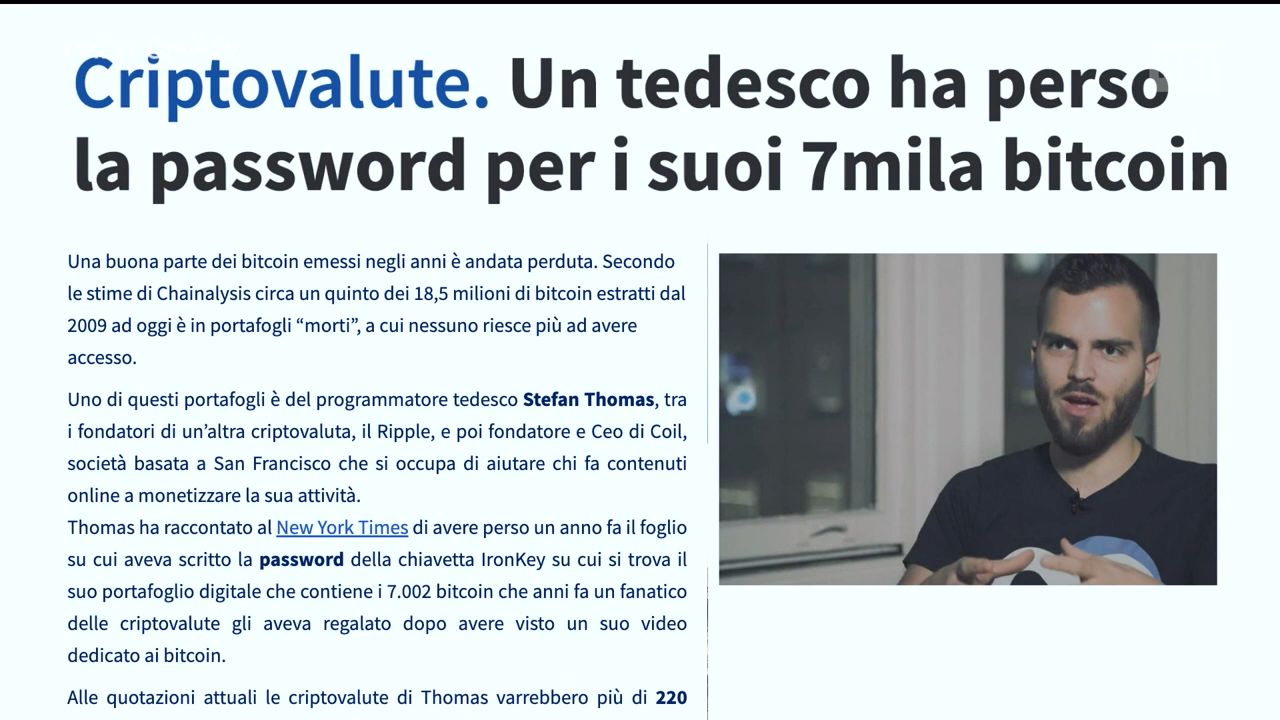 Criptovalute. Un tedesco ha perso
la password per i suoi 7mila bitcoin
Una buona parte dei bitcoin emessi negli anni è andata perduta. Secondo
le stime di Chainalysis circa un quinto dei 18,5 milioni di bitcoin estratti dal
2009 ad oggi è in portafogli “morti”, a cui nessuno riesce più ad avere
accesso.
Uno di questi portafogli è del programmatore tedesco Stefan Thomas, tra
i fondatori di un’altra criptovaluta, il Ripple, e poi fondatore e Ceo di Coil,
società basata a San Francisco che si occupa di aiutare chi fa contenuti
online a monetizzare la sua attività.
Thomas ha raccontato al New York Times di avere perso un anno fa il foglio
su cui aveva scritto la password della chiavetta IronKey su cui si trova il
suo portafoglio digitale che contiene i 7.002 bitcoin che anni fa un fanatico
delle criptovalute gli aveva regalato dopo avere visto un suo video
dedicato ai bitcoin.
Alle quotazioni attuali le criptovalute di Thomas varrebbero più di 220